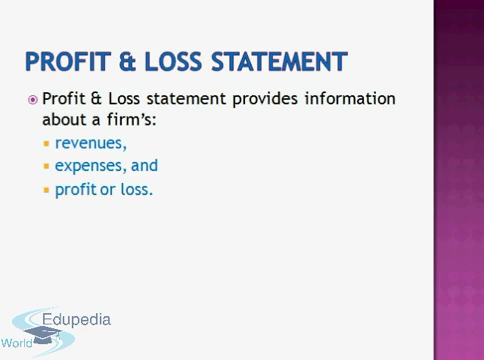 PROFIT & LOSS STATEMENT
Profit & Loss statement provides information
about a firm's:
revenues,
expenses, and
profit or loss.
Edupedia
World